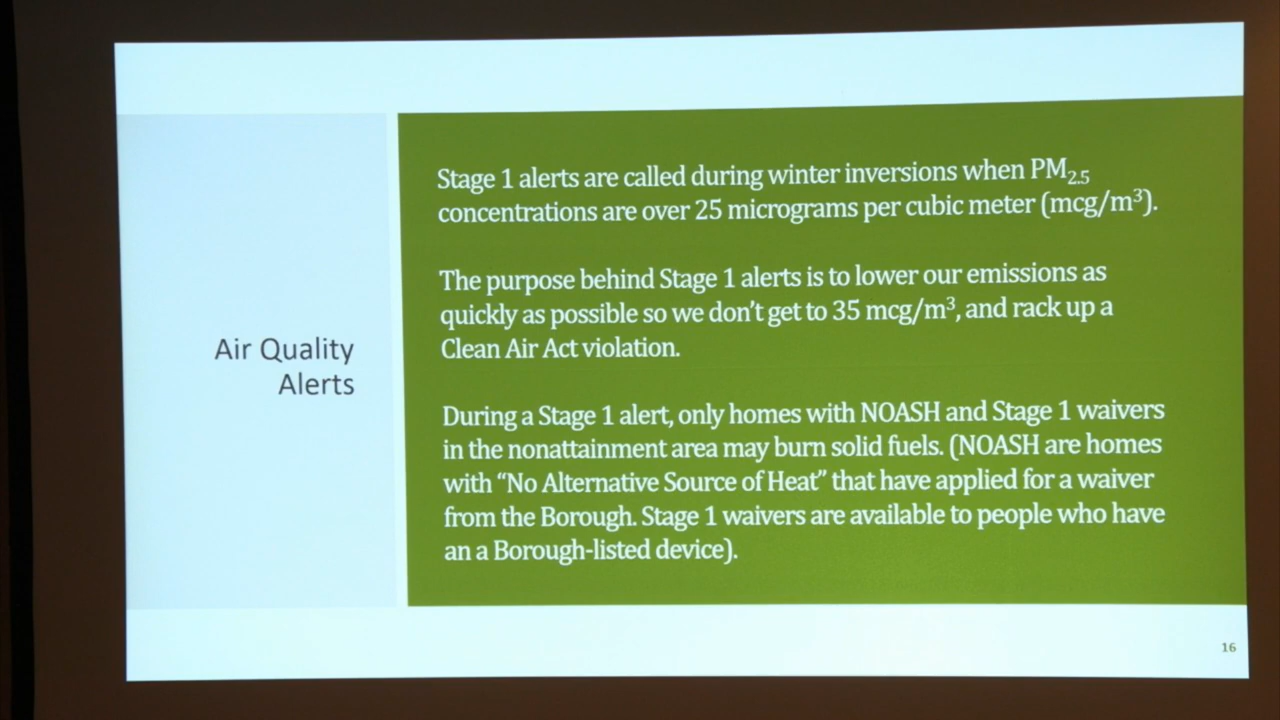 Air Quality
Alerts
Stage 1 alerts are called during winter inversions when PM2.5
concentrations are over 25 micrograms per cubic meter (mcg/m³).
The purpose behind Stage 1 alerts is to lower our emissions as
quickly as possible so we don’t get to 35 mcg/m³, and rack up a
Clean Air Act violation.
During a Stage 1 alert, only homes with NOASH and Stage 1 waivers
in the nonattainment area may burn solid fuels. (NOASH are homes
with “No Alternative Source of Heat” that have applied for a waiver
from the Borough. Stage 1 waivers are available to people who have
an a Borough-listed device).
16